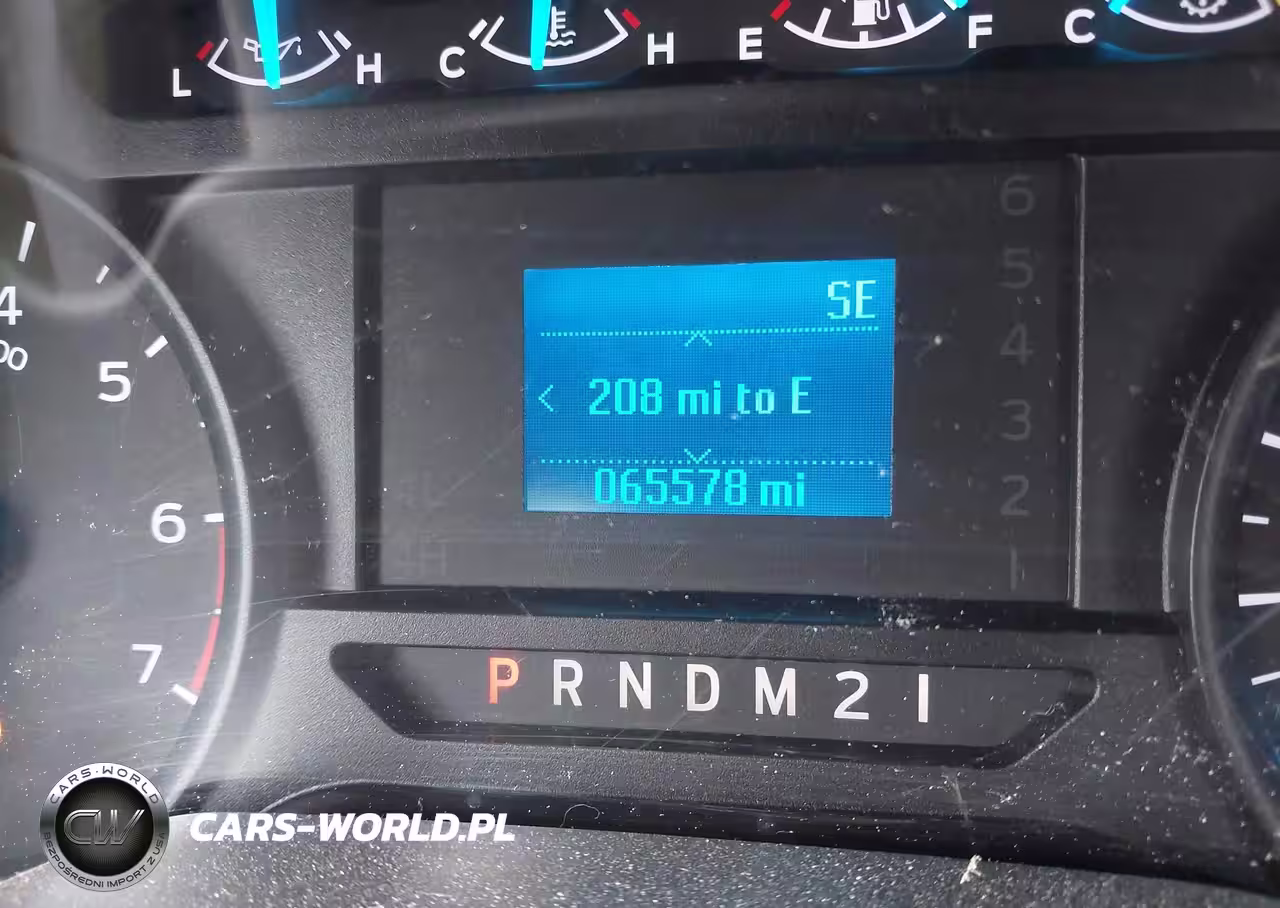 L H C H E F C
6
5
4
3
2
1
SE
< 208 mi to E
065578 mi
4
5
6
7
P R N D M 2 1
CARS-WORLD
CW
BEZPOŚREDNI IMPORT Z USA
CARS-WORLD.PL